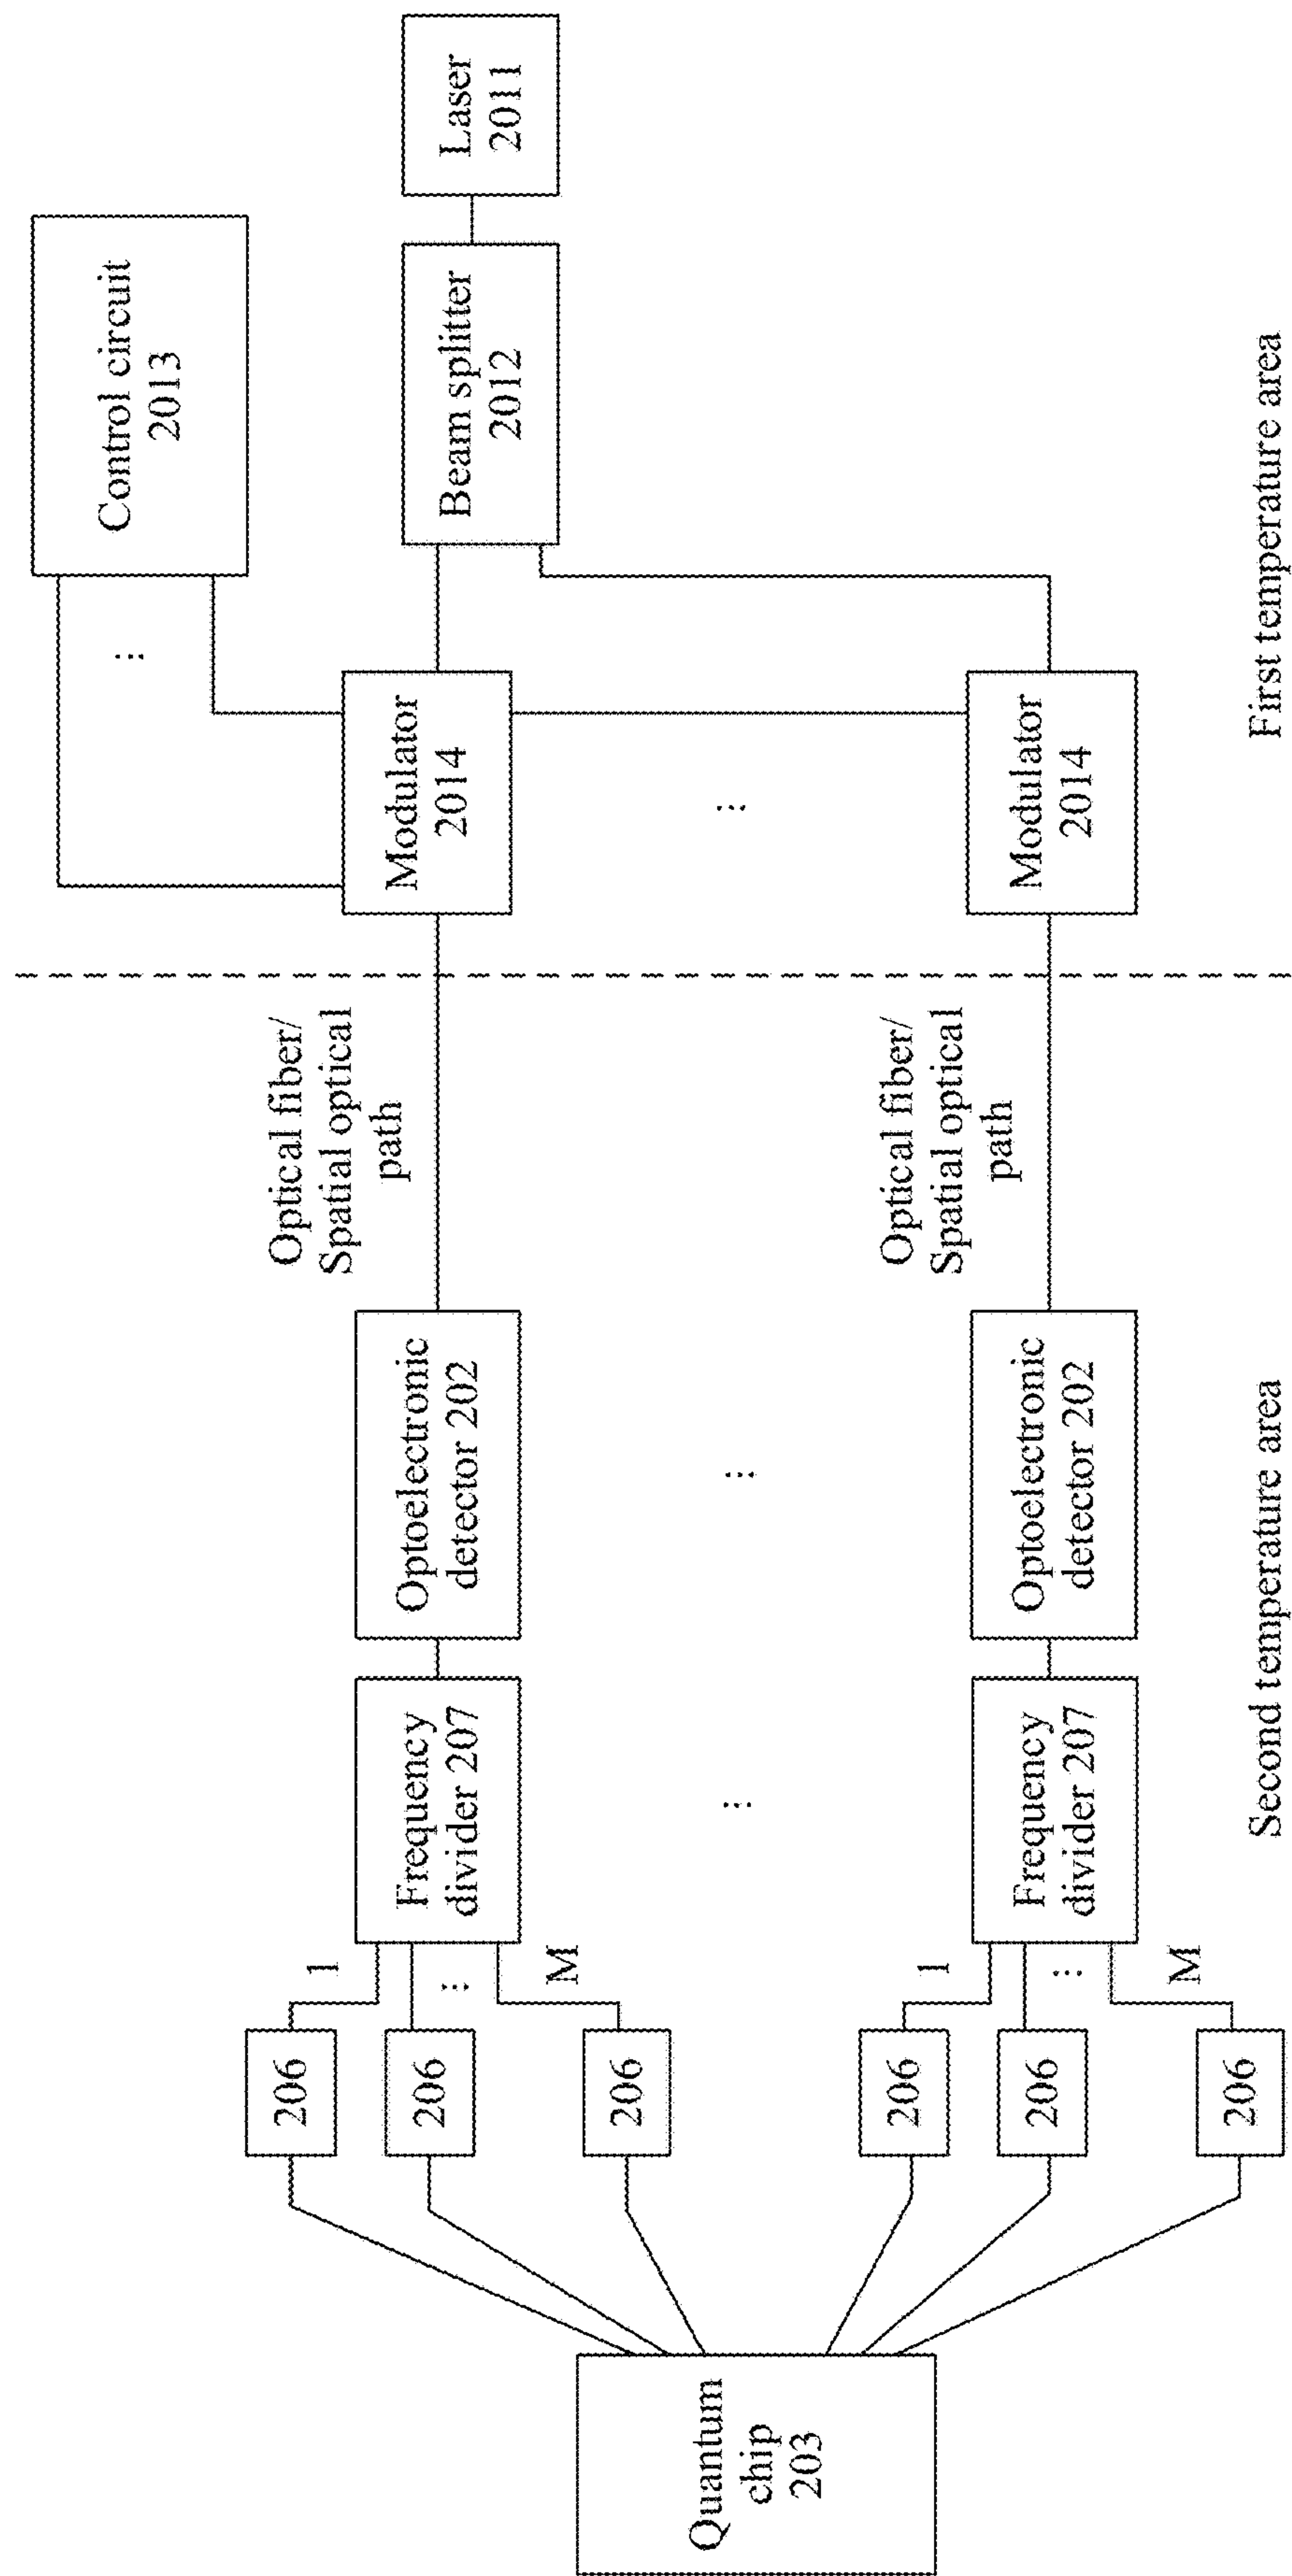 Control circuit
2013
Laser
2011
Beam splitter
2012
...
Modulator
2014
...
Modulator
2014
First temperature area
Optical fiber/
Spatial optical
path
Optical fiber/
Spatial optical
path
Optoelectronic
detector 202
...
Optoelectronic
detector 202
Second temperature area
Frequency
divider 207
...
Frequency
divider 207
1
...
M
1
...
M
206
206
206
206
206
206
Quantum
chip
203